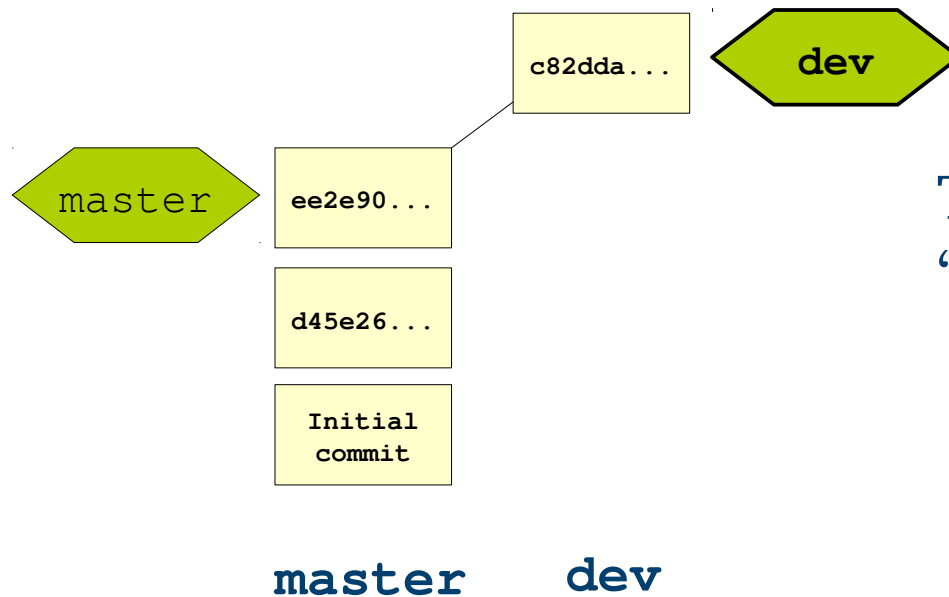 c82dda...
dev
master
ee2e90...
d45e26...
Initial
commit
master dev